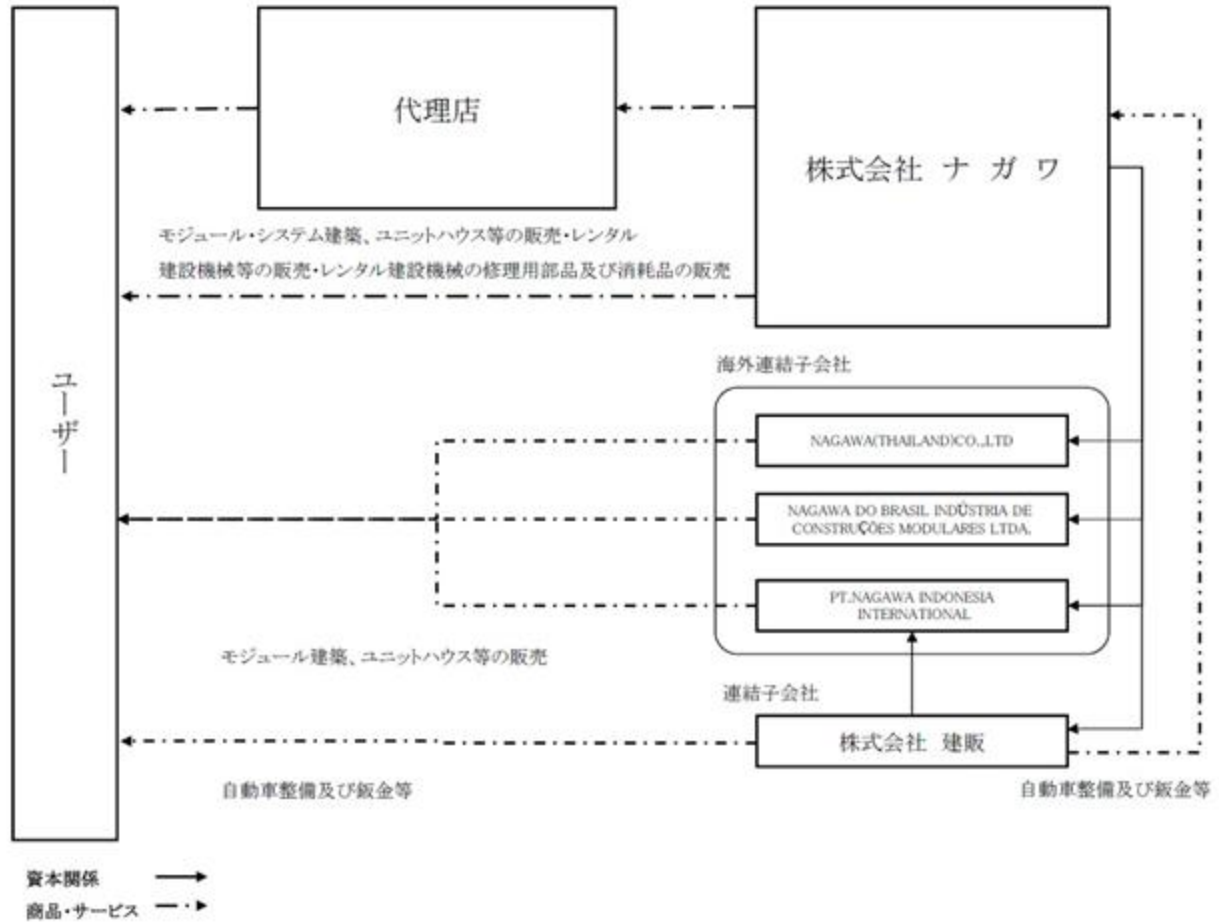 代理店
株式会社 ナ ガ ワ
モジュール・システム建築、ユニットハウス等の販売・レンタル
建設機械等の販売・レンタル建設機械の修理用部品及び消耗品の販売
ユーザー
海外連結子会社
NAGAWA(THAILAND)CO.,LTD
NAGAWA DO BRASIL INDÛSTRIA DE
CONSTRUÇÕES MODULARES LTDA.
PT.NAGAWA INDONESIA
INTERNATIONAL
モジュール建築、ユニットハウス等の販売
連結子会社
株式会社 建販
自動車整備及び鈑金等
自動車整備及び鈑金等
資本関係
商品・サービス